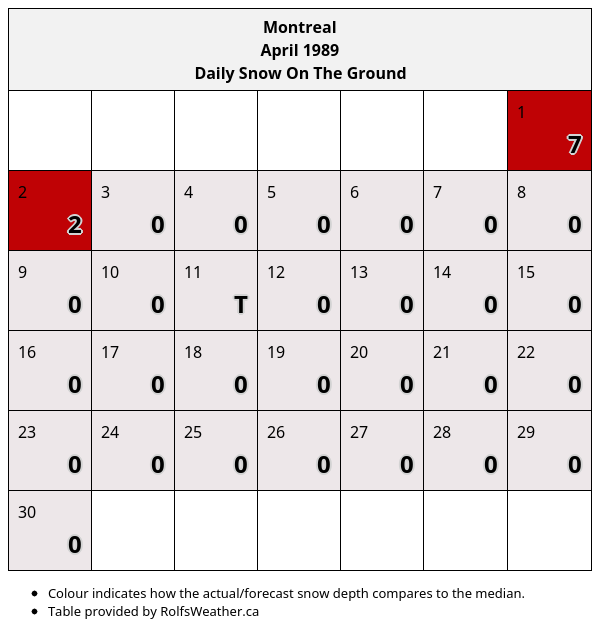 Montreal
April 1989
Daily Snow On The Ground
1
7
2 3 4 5 6 7 8
2 0 0 0 0 0 0
9 10 11 12 13 14 15
0 0 T 0 0 0 0
16 17 18 19 20 21 22
0 0 0 0 0 0 0
23 24 25 26 27 28 29
0 0 0 0 0 0 0
30
0
• Colour indicates how the actual/forecast snow depth compares to the median.
• Table provided by RolfsWeather.ca